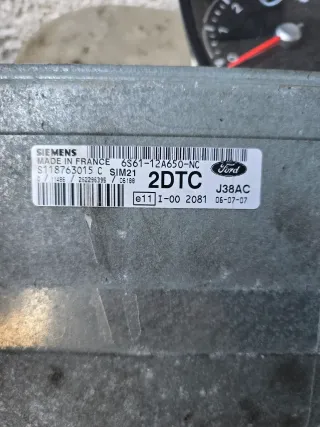 SIEMENS
MADE IN FRANCE 6S61-12A650-NC
S118763015 C SIM21
2DTC
Ford
J38AC
e11 I-00 2081 06-07-07